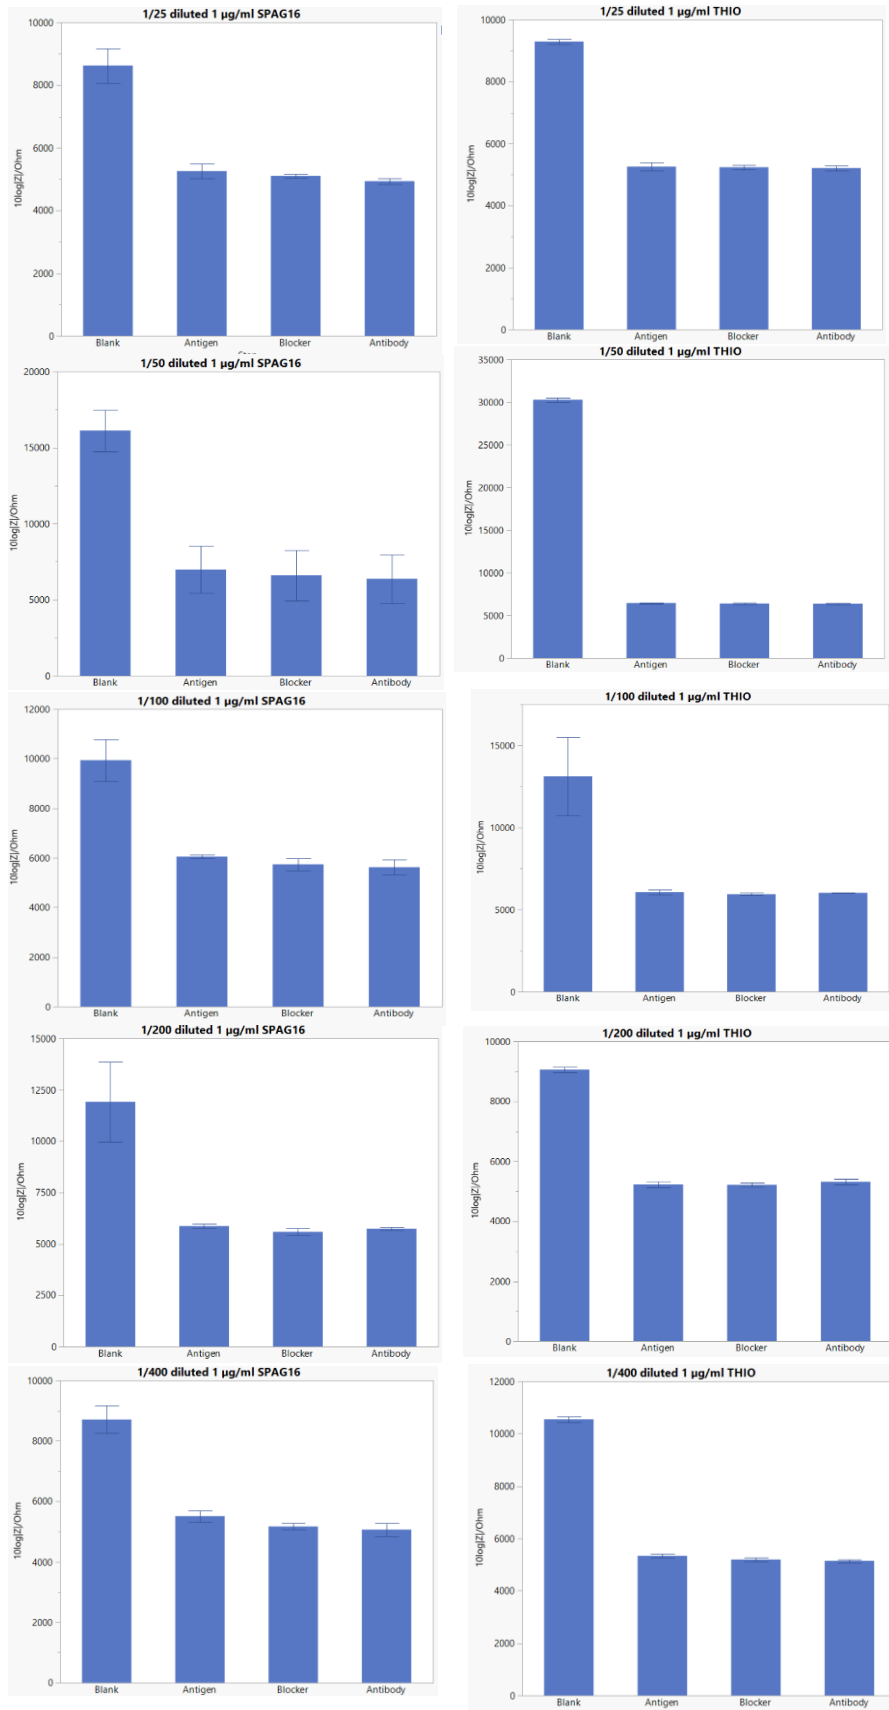 1/25 diluted 1 µg/ml SPAG16
10000
8000
6000
4000
2000
0
10log|Z|/Ohm
Blank Antigen Blocker Antibody
1/25 diluted 1 µg/ml THIO
10000
8000
6000
4000
2000
0
10log|Z|/Ohm
Blank Antigen Blocker Antibody
1/50 diluted 1 µg/ml SPAG16
20000
15000
10000
5000
0
10log|Z|/Ohm
Blank Antigen Blocker Antibody
1/50 diluted 1 µg/ml THIO
35000
30000
25000
20000
15000
10000
5000
0
10log|Z|/Ohm
Blank Antigen Blocker Antibody
1/100 diluted 1 µg/ml SPAG16
12000
10000
8000
6000
4000
2000
0
10log|Z|/Ohm
Blank Antigen Blocker Antibody
1/100 diluted 1 µg/ml THIO
15000
10000
5000
0
10log|Z|/Ohm
Blank Antigen Blocker Antibody
1/200 diluted 1 µg/ml SPAG16
15000
12500
10000
7500
5000
2500
0
10log|Z|/Ohm
Blank Antigen Blocker Antibody
1/200 diluted 1 µg/ml THIO
10000
8000
6000
4000
2000
0
10log|Z|/Ohm
Blank Antigen Blocker Antibody
1/400 diluted 1 µg/ml SPAG16
10000
8000
6000
4000
2000
0
10log|Z|/Ohm
Blank Antigen Blocker Antibody
1/400 diluted 1 µg/ml THIO
12000
10000
8000
6000
4000
2000
0
10log|Z|/Ohm
Blank Antigen Blocker Antibody